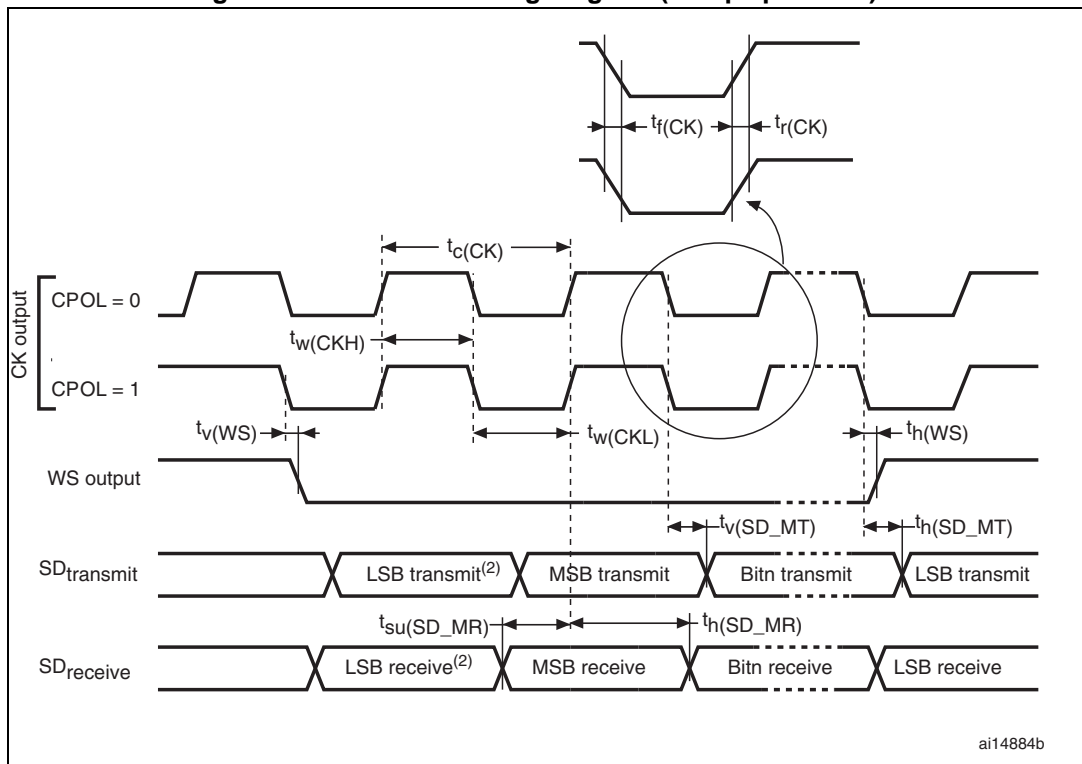 tf(CK)
tr(CK)
tc(CK)
CK output
CPOL = 0
tw(CKH)
CPOL = 1
tv(WS)
tw(CKL)
th(WS)
WS output
tv(SD_MT)
th(SD_MT)
SDtransmit
LSB transmit(2)
MSB transmit
Bitn transmit
LSB transmit
tsu(SD_MR)
th(SD_MR)
SDreceive
LSB receive(2)
MSB receive
Bitn receive
LSB receive
ai14884b